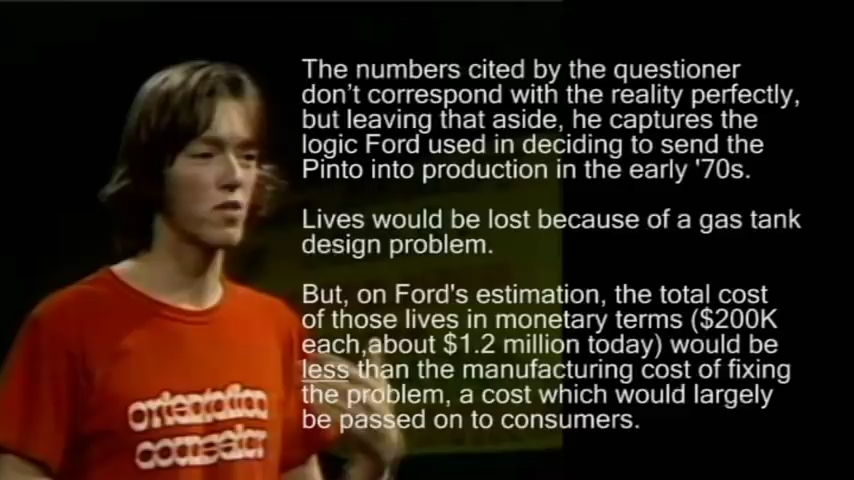 The numbers cited by the questioner
don't correspond with the reality perfectly,
but leaving that aside, he captures the
logic Ford used in deciding to send the
Pinto into production in the early '70s.
Lives would be lost because of a gas tank
design problem.
But, on Ford's estimation, the total cost
of those lives in monetary terms ($200K
each,about $1.2 million today) would be
less than the manufacturing cost of fixing
the problem, a cost which would largely
be passed on to consumers.
orientation
counselor